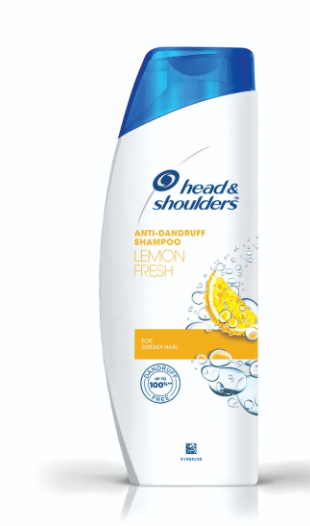 head&
shoulders
ANTI-DANDRUFF
SHAMPOO
LEMON
FRESH
FOR
GREASY HAIR
DANDRUFF
UP TO
100%
FREE